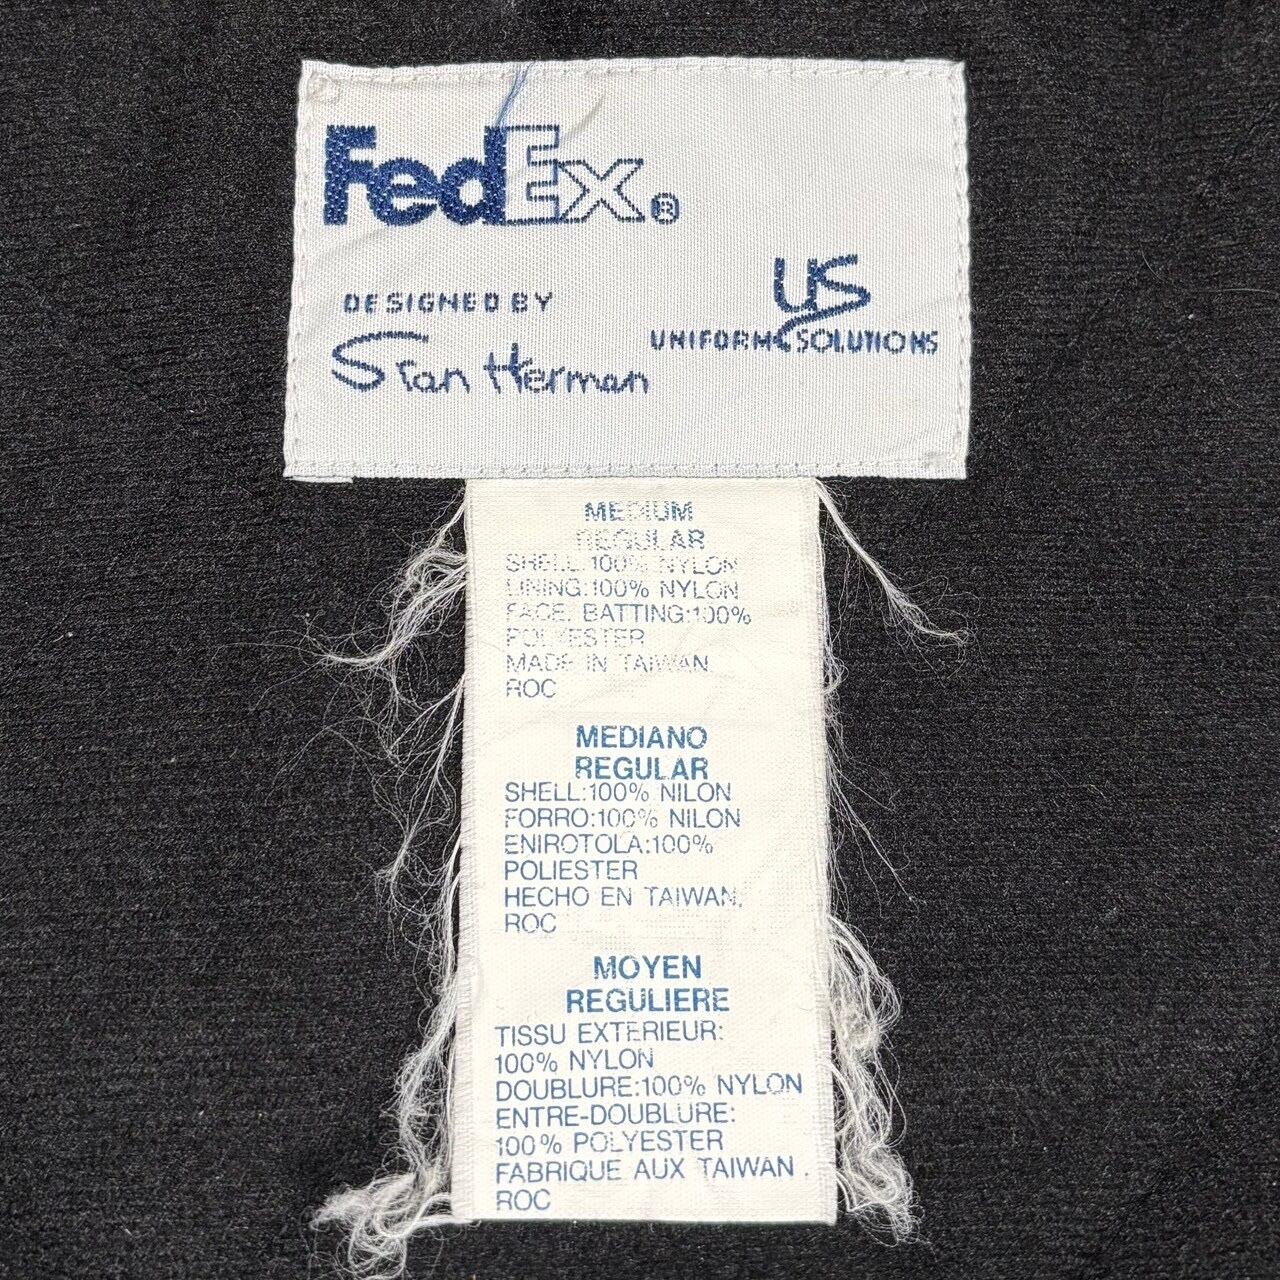 FedEx®
DESIGNED BY
Stan Herman
US
UNIFORM SOLUTIONS
MEDIUM
REGULAR
SHELL:100% NYLON
LINING:100% NYLON
FACE. BATTING:100%
POLYESTER
MADE IN TAIWAN.
ROC
MEDIANO
REGULAR
SHELL:100% NILON
FORRO:100% NILON
ENIROTOLA:100%
POLIESTER
HECHO EN TAIWAN.
ROC
MOYEN
REGULIERE
TISSU EXTERIEUR:
100% NYLON
DOUBLURE:100% NYLON
ENTRE-DOUBLURE:
100% POLYESTER
FABRIQUE AUX TAIWAN.
ROC